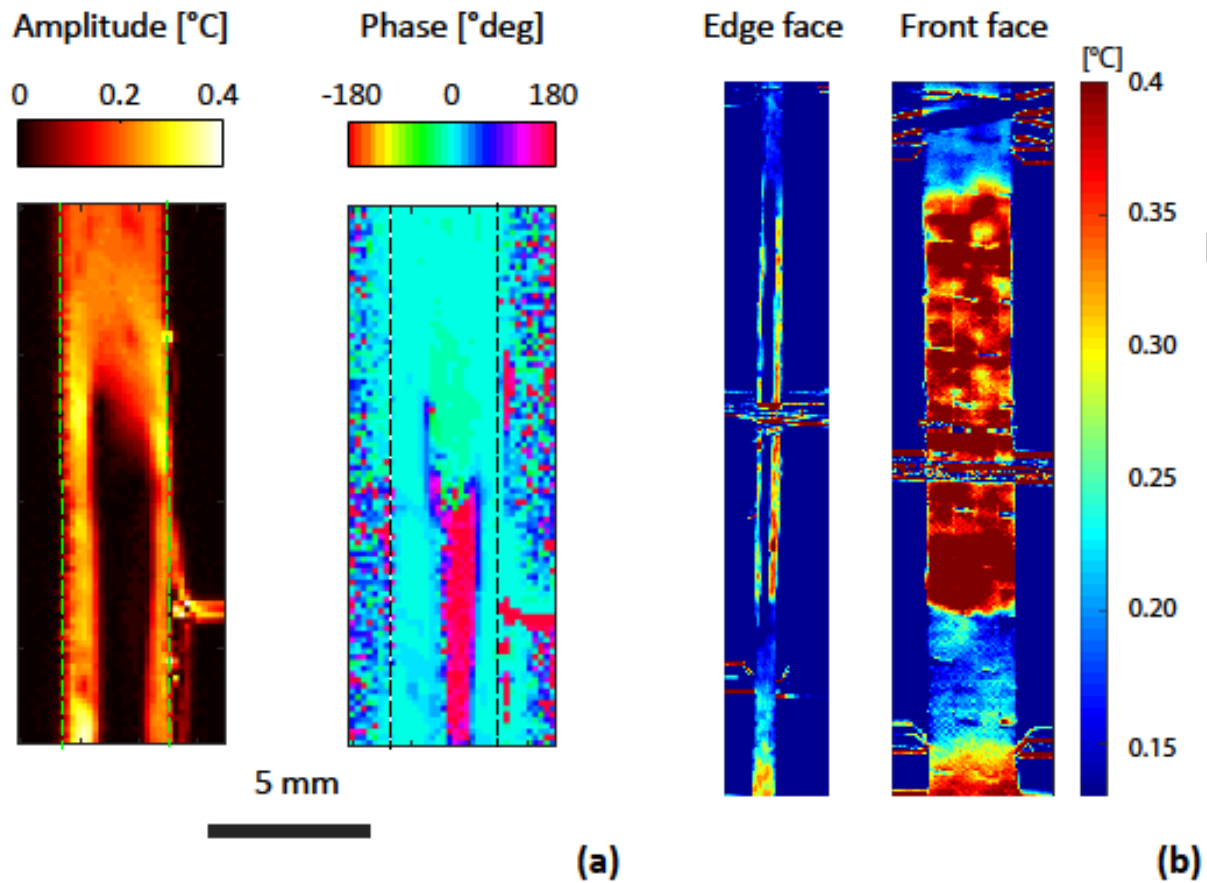 Amplitude [°C]
Phase [°deg]
Edge face
Front face
0 0.2 0.4
-180 0 180
[°C]
0.4
0.35
0.30
0.25
0.20
0.15
5 mm
(a)
(b)